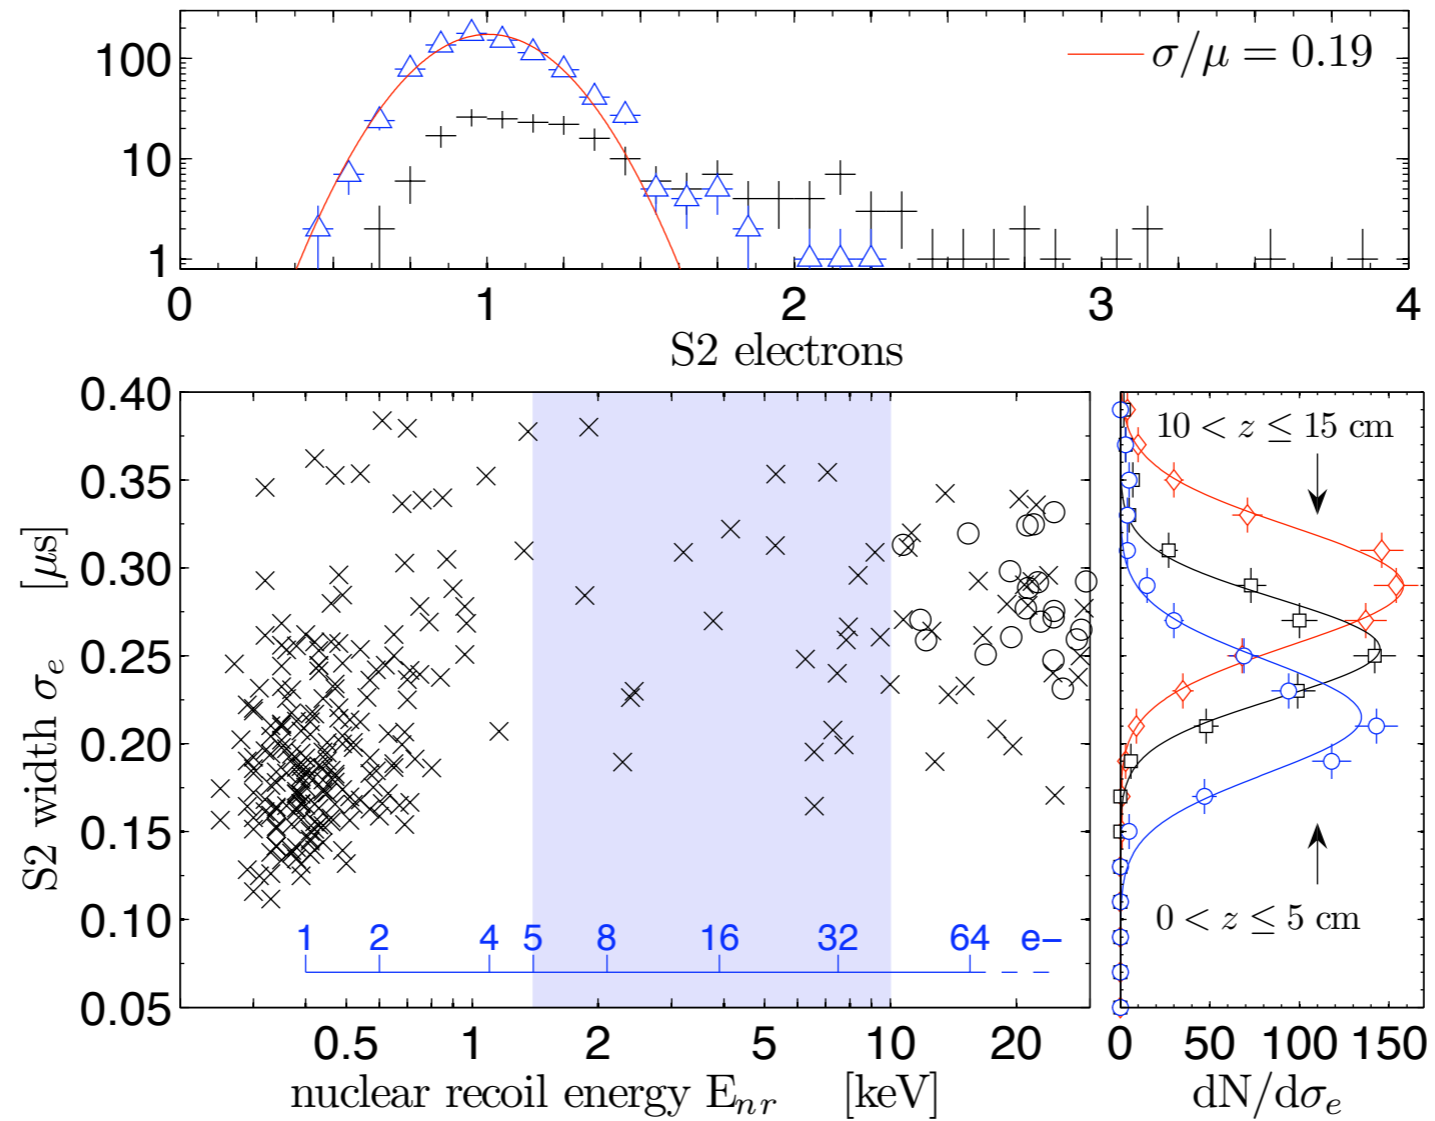 100
10
1
σ/μ = 0.19
0 1 2 3 4
S2 electrons
0.40
0.35
0.30
0.25
0.20
0.15
0.10
0.05
S2 width σₑ [μs]
1 2 4 5 8 16 32 64 e−
0.5 1 2 5 10 20
nuclear recoil energy Eₙᵣ [keV]
10 < z ≤ 15 cm
0 < z ≤ 5 cm
0 50 100 150
dN/dσₑ